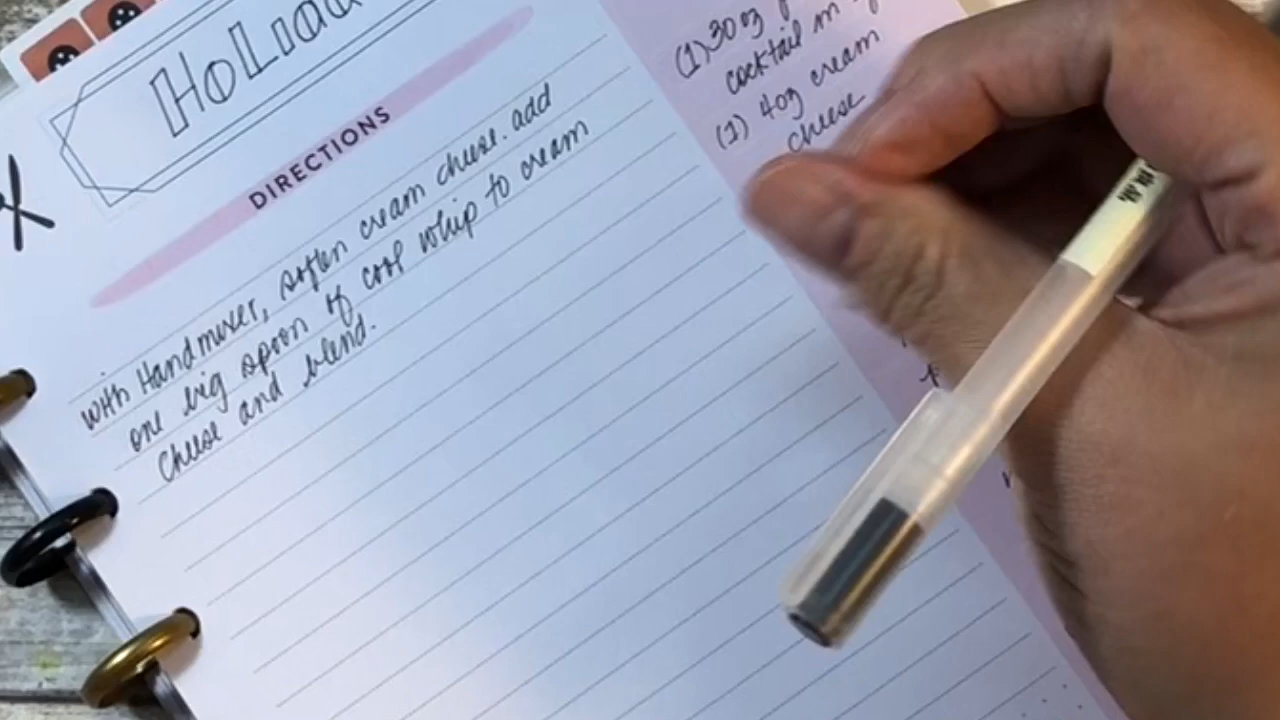 HoLida
DIRECTIONS
with Handmixer, soften cream cheese. add
one big spoon of cool whip to cream
cheese and blend.
(1) 30oz
cocktail in
(1) 4oz cream
cheese